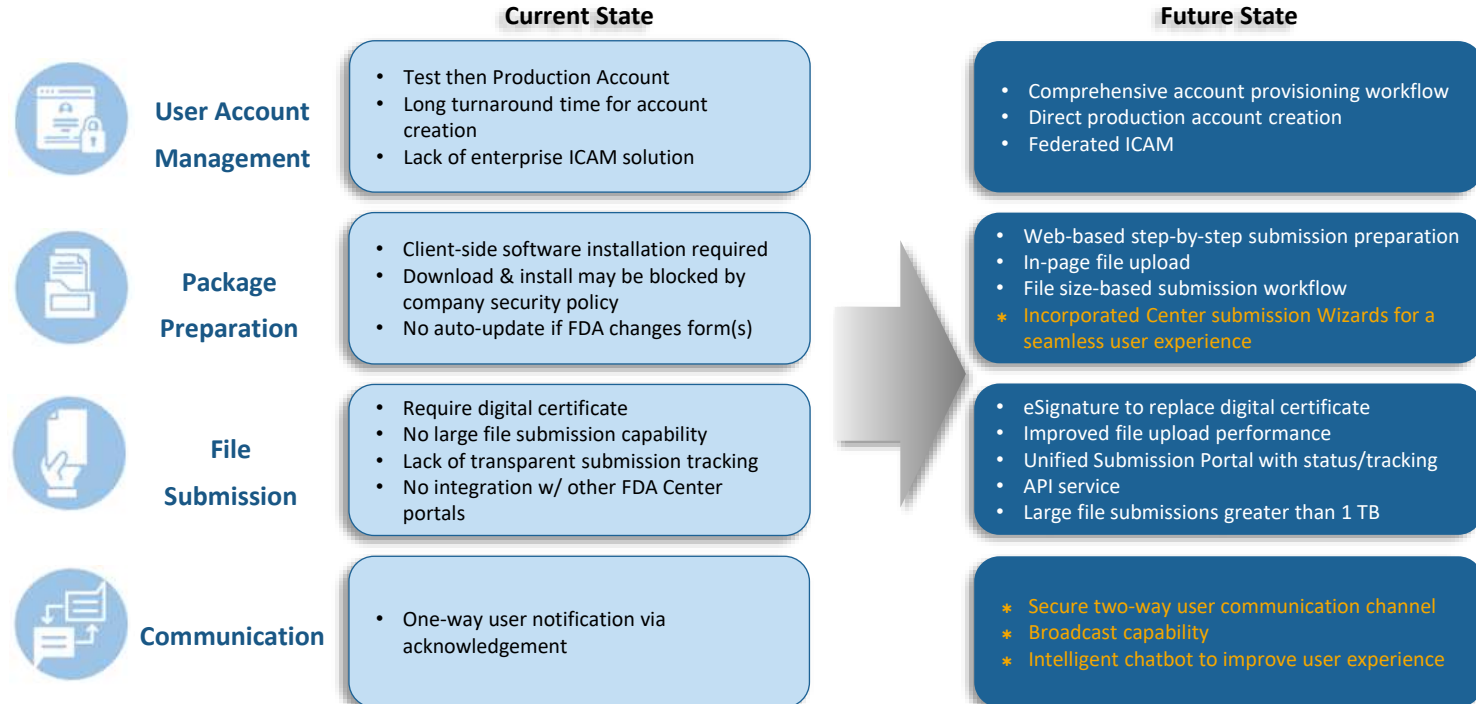 Current State
Future State
User Account
Management
• Test then Production Account
• Long turnaround time for account
creation
• Lack of enterprise ICAM solution
• Comprehensive account provisioning workflow
• Direct production account creation
• Federated ICAM
Package
Preparation
• Client-side software installation required
• Download & install may be blocked by
company security policy
• No auto-update if FDA changes form(s)
• Web-based step-by-step submission preparation
• In-page file upload
• File size-based submission workflow
* Incorporated Center submission Wizards for a
seamless user experience
File
Submission
• Require digital certificate
• No large file submission capability
• Lack of transparent submission tracking
• No integration w/ other FDA Center
portals
• eSignature to replace digital certificate
• Improved file upload performance
• Unified Submission Portal with status/tracking
• API service
• Large file submissions greater than 1 TB
Communication
• One-way user notification via
acknowledgement
* Secure two-way user communication channel
* Broadcast capability
* Intelligent chatbot to improve user experience